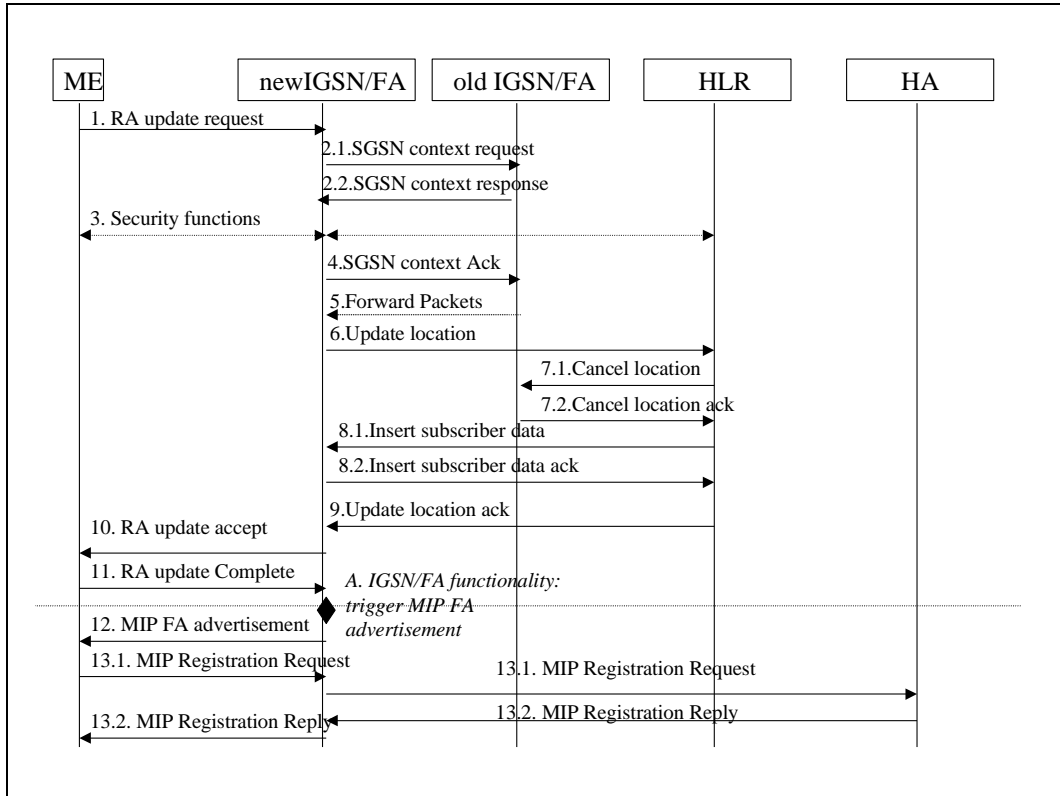 ME
newIGSN/FA
old IGSN/FA
HLR
HA
1. RA update request
2.1.SGSN context request
2.2.SGSN context response
3. Security functions
4.SGSN context Ack
5.Forward Packets
6.Update location
7.1.Cancel location
7.2.Cancel location ack
8.1.Insert subscriber data
8.2.Insert subscriber data ack
9.Update location ack
10. RA update accept
11. RA update Complete
A. IGSN/FA functionality:
trigger MIP FA
advertisement
12. MIP FA advertisement
13.1. MIP Registration Request
13.1. MIP Registration Request
13.2. MIP Registration Reply
13.2. MIP Registration Reply